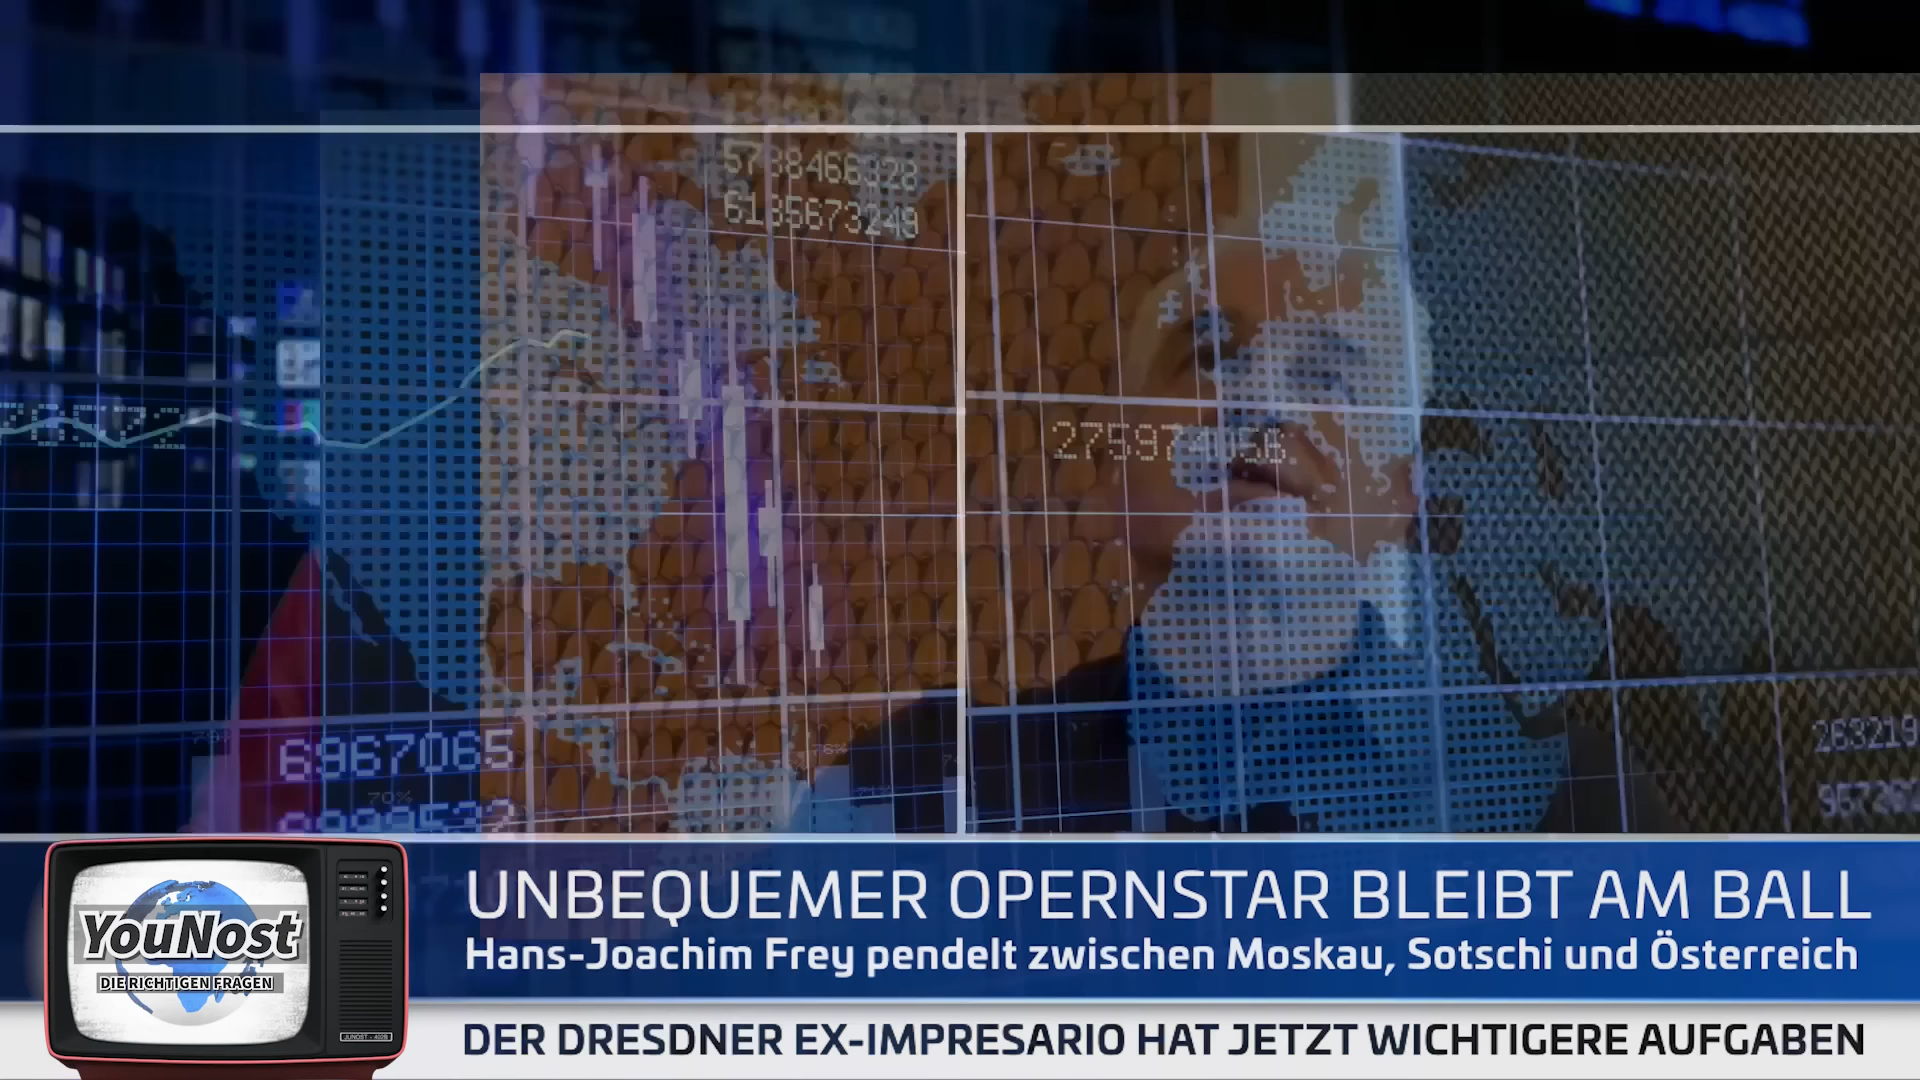 5738466328
6135673249
6967065
263219
UNBEQUEMER OPERNSTAR BLEIBT AM BALL
Hans-Joachim Frey pendelt zwischen Moskau, Sotschi und Österreich
YouNost
DIE RICHTIGEN FRAGEN
DER DRESDNER EX-IMPRESARIO HAT JETZT WICHTIGERE AUFGABEN